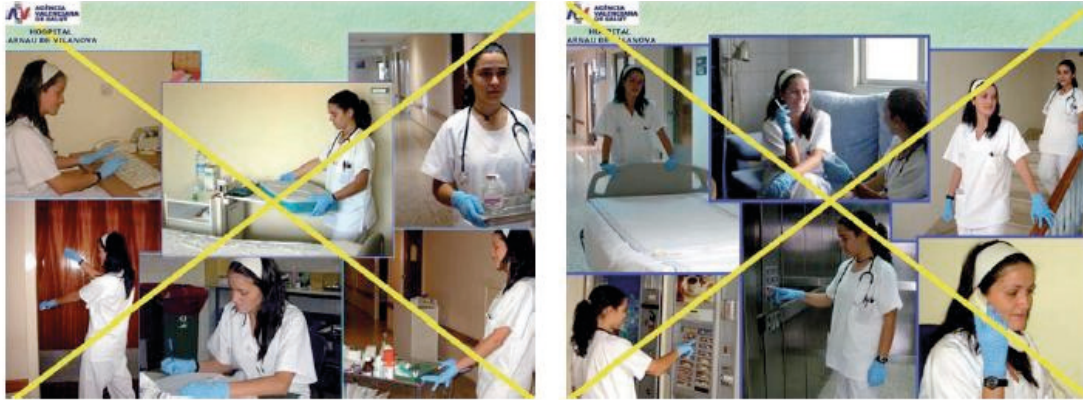 AGÈNCIA
VALENCIANA
DE SALUT
HOSPITAL
ARNAU DE VILANOVA
AGÈNCIA
VALENCIANA
DE SALUT
HOSPITAL
ARNAU DE VILANOVA